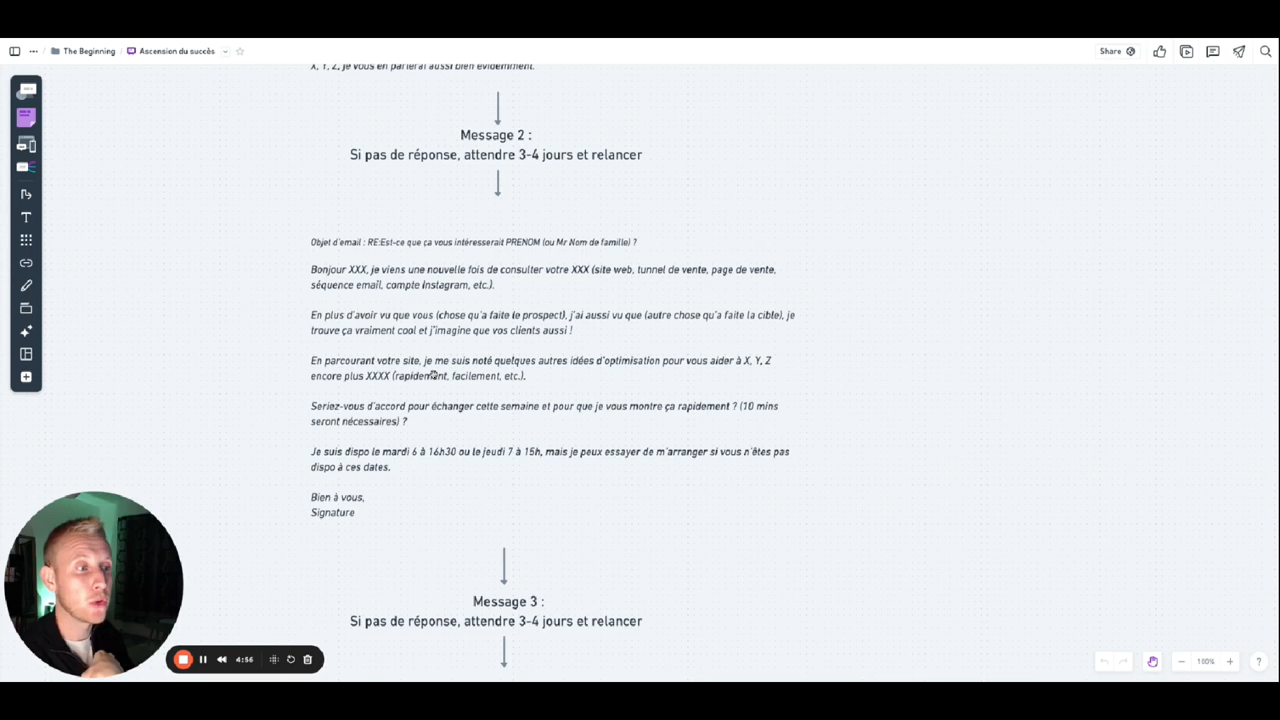 The Beginning / Ascension du succès
Share
X, Y, Z, je vous en parlerai aussi bien évidemment.
Message 2 :
Si pas de réponse, attendre 3-4 jours et relancer
Objet d'email : RE:Est-ce que ça vous intéresserait PRENOM (ou Mr Nom de famille) ?
Bonjour XXX, je viens une nouvelle fois de consulter votre XXX (site web, tunnel de vente, page de vente,
séquence email, compte Instagram, etc.).
En plus d'avoir vu que vous (chose qu'a faite le prospect), j'ai aussi vu que (autre chose qu'a faite la cible), je
trouve ça vraiment cool et j'imagine que vos clients aussi !
En parcourant votre site, je me suis noté quelques autres idées d'optimisation pour vous aider à X, Y, Z
encore plus XXXX (rapidement, facilement, etc.).
Seriez-vous d'accord pour échanger cette semaine et pour que je vous montre ça rapidement ? (10 mins
seront nécessaires) ?
Je suis dispo le mardi 6 à 16h30 ou le jeudi 7 à 15h, mais je peux essayer de m'arranger si vous n'êtes pas
dispo à ces dates.
Bien à vous,
Signature
Message 3 :
Si pas de réponse, attendre 3-4 jours et relancer
4:56
100%